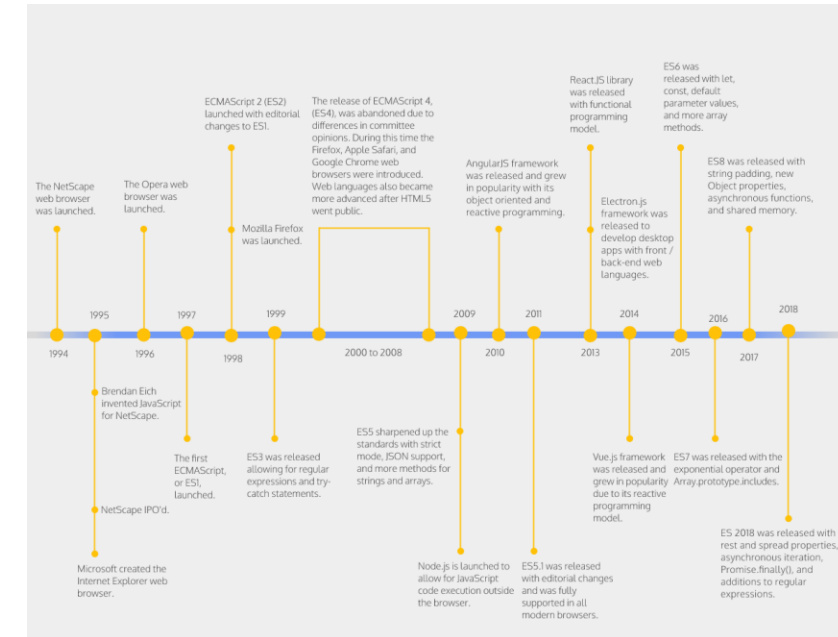 The NetScape
web browser
was launched.
The Opera web
browser was
launched.
ECMAScript 2 (ES2)
launched with editorial
changes to ES1.
Mozilla Firefox
was launched.
The release of ECMAScript 4,
(ES4), was abandoned due to
differences in committee
opinions. During this time the
Firefox, Apple Safari, and
Google Chrome web
browsers were introduced.
Web languages also became
more advanced after HTML5
went public.
AngularJS framework
was released and grew
in popularity with its
object oriented and
reactive programming.
ReactJS library
was released
with functional
programming
model.
Electron.js
framework was
released to
develop desktop
apps with front /
back-end web
languages.
ES6 was
released with let,
const, default
parameter values,
and more array
methods.
ES8 was released with
string padding, new
Object properties,
asynchronous functions,
and shared memory.
1995
1997
1999
2009
2011
2014
2016
2018
1994
1996
1998
2000 to 2008
2010
2013
2015
2017
Brendan Eich
invented JavaScript
for NetScape.
NetScape IPO'd.
Microsoft created the
Internet Explorer web
browser.
The first
ECMAScript,
or ES1,
launched.
ES3 was released
allowing for regular
expressions and try-
catch statements.
ES5 sharpened up the
standards with strict
mode, JSON support,
and more methods for
strings and arrays.
Node.js is launched to
allow for JavaScript
code execution outside
the browser.
ES5.1 was released
with editorial changes
and was fully
supported in all
modern browsers.
Vue.js framework
was released and
grew in popularity
due to its reactive
programming
model.
ES7 was released with the
exponential operator and
Array.prototype.includes.
ES 2018 was released with
rest and spread properties,
asynchronous iteration,
Promise.finally(), and
additions to regular
expressions.